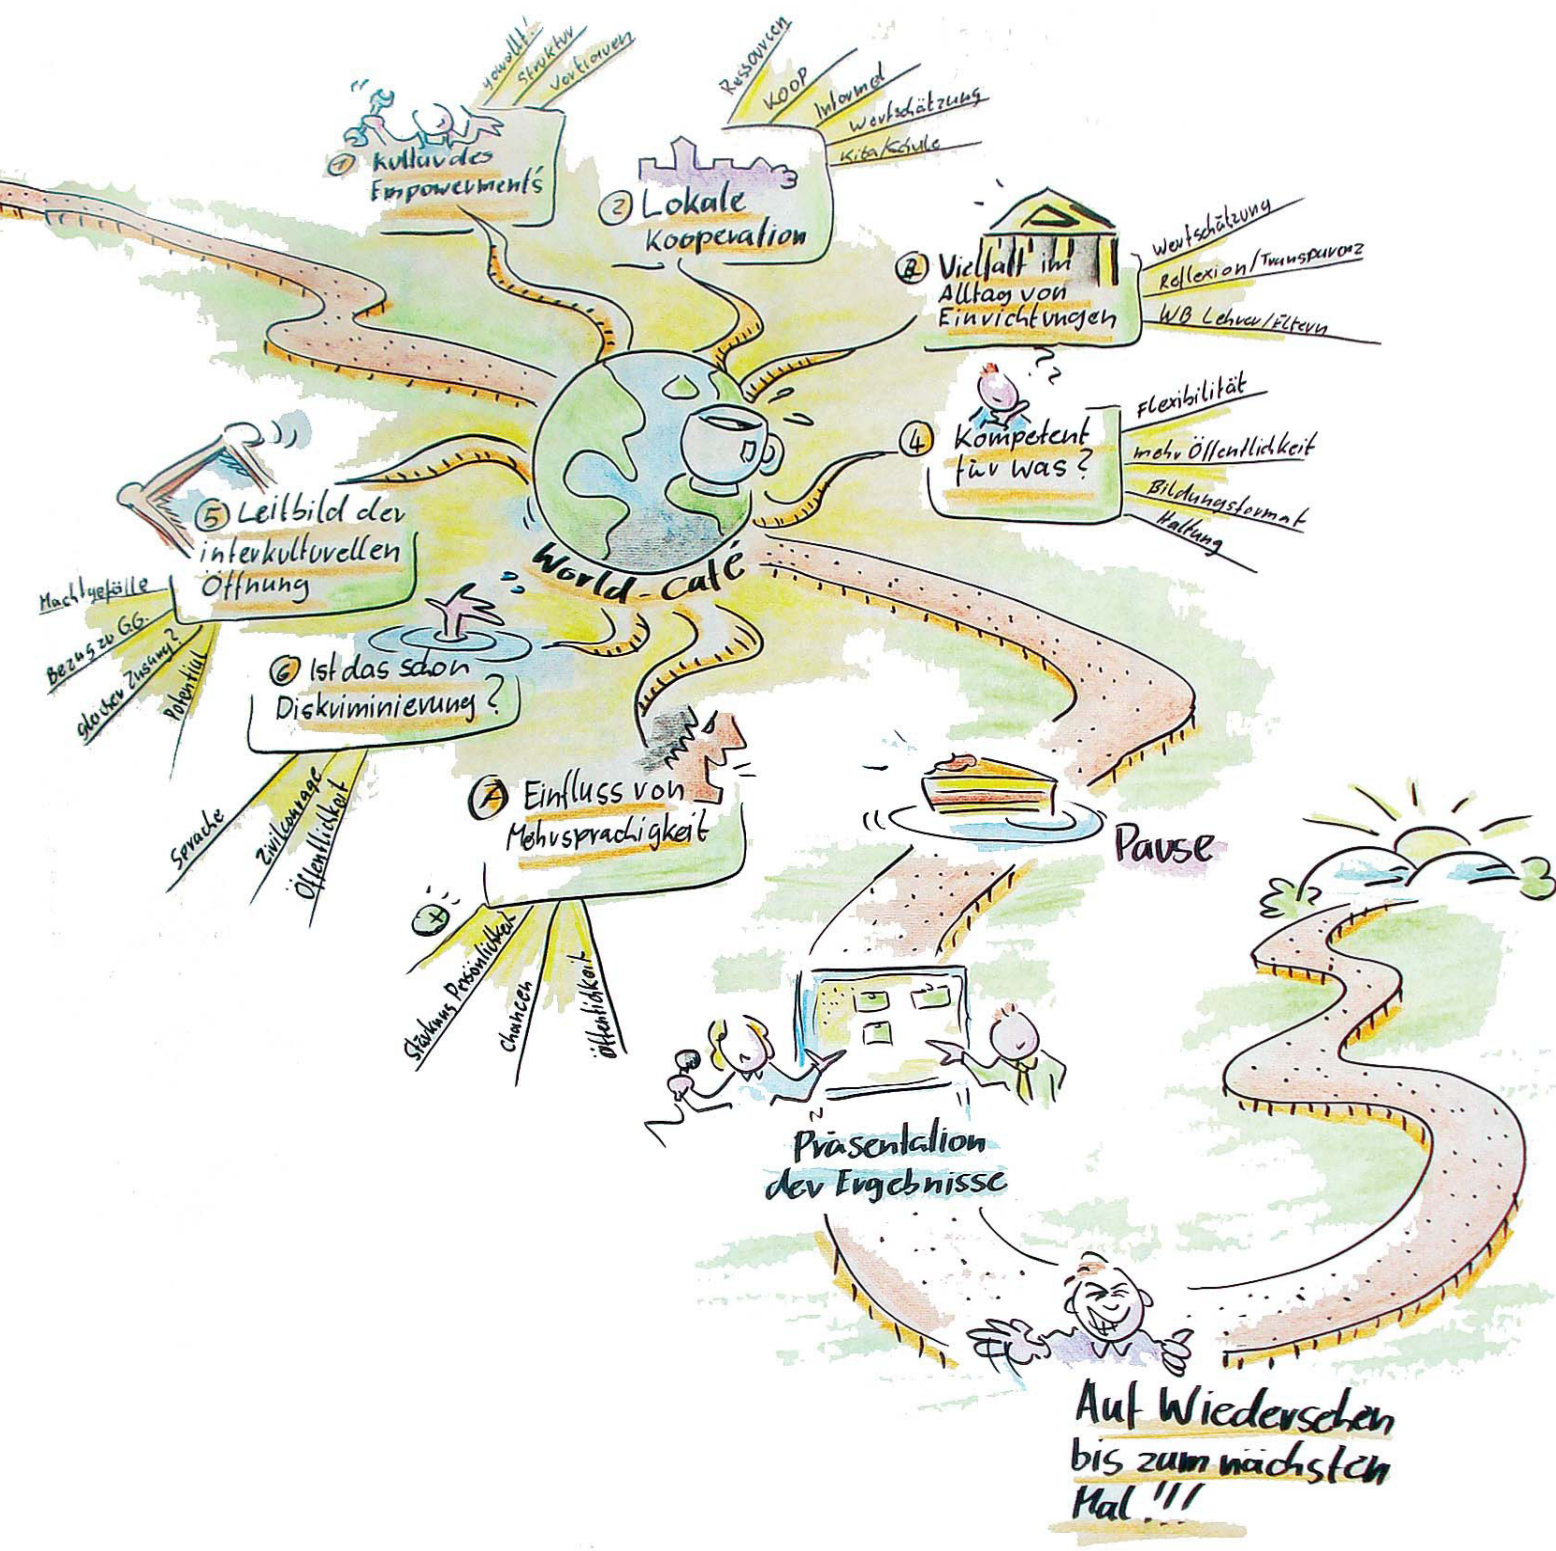 gewollt!
Struktur
Vertrauen
1 Kultur des
Empowerments
Ressourcen
KOOP
Informel
Wertschätzung
Kita/Schule
2 Lokale
Kooperation
3 Vielfalt im
Alltag von
Einrichtungen
Wertschätzung
Reflexion/Transparenz
WB Lehrer/Eltern
??
4 Kompetent
für was?
Flexibilität
mehr Öffentlichkeit
Bildungsformat
Haltung
World-Café
5 Leitbild der
interkulturellen
Öffnung
Machtgefälle
Bezug zu GG.
gleicher Zugang?
Potential
6 Ist das schon
Diskriminierung?
Sprache
Zivilcourage
Öffentlichkeit
7 Einfluss von
Mehrsprachigkeit
+
Stärkung Persönlichkeit
Chancen
Öffentlichkeit
Pause
Präsentation
der Ergebnisse
Auf Wiedersehen
bis zum nächsten
Mal!!!